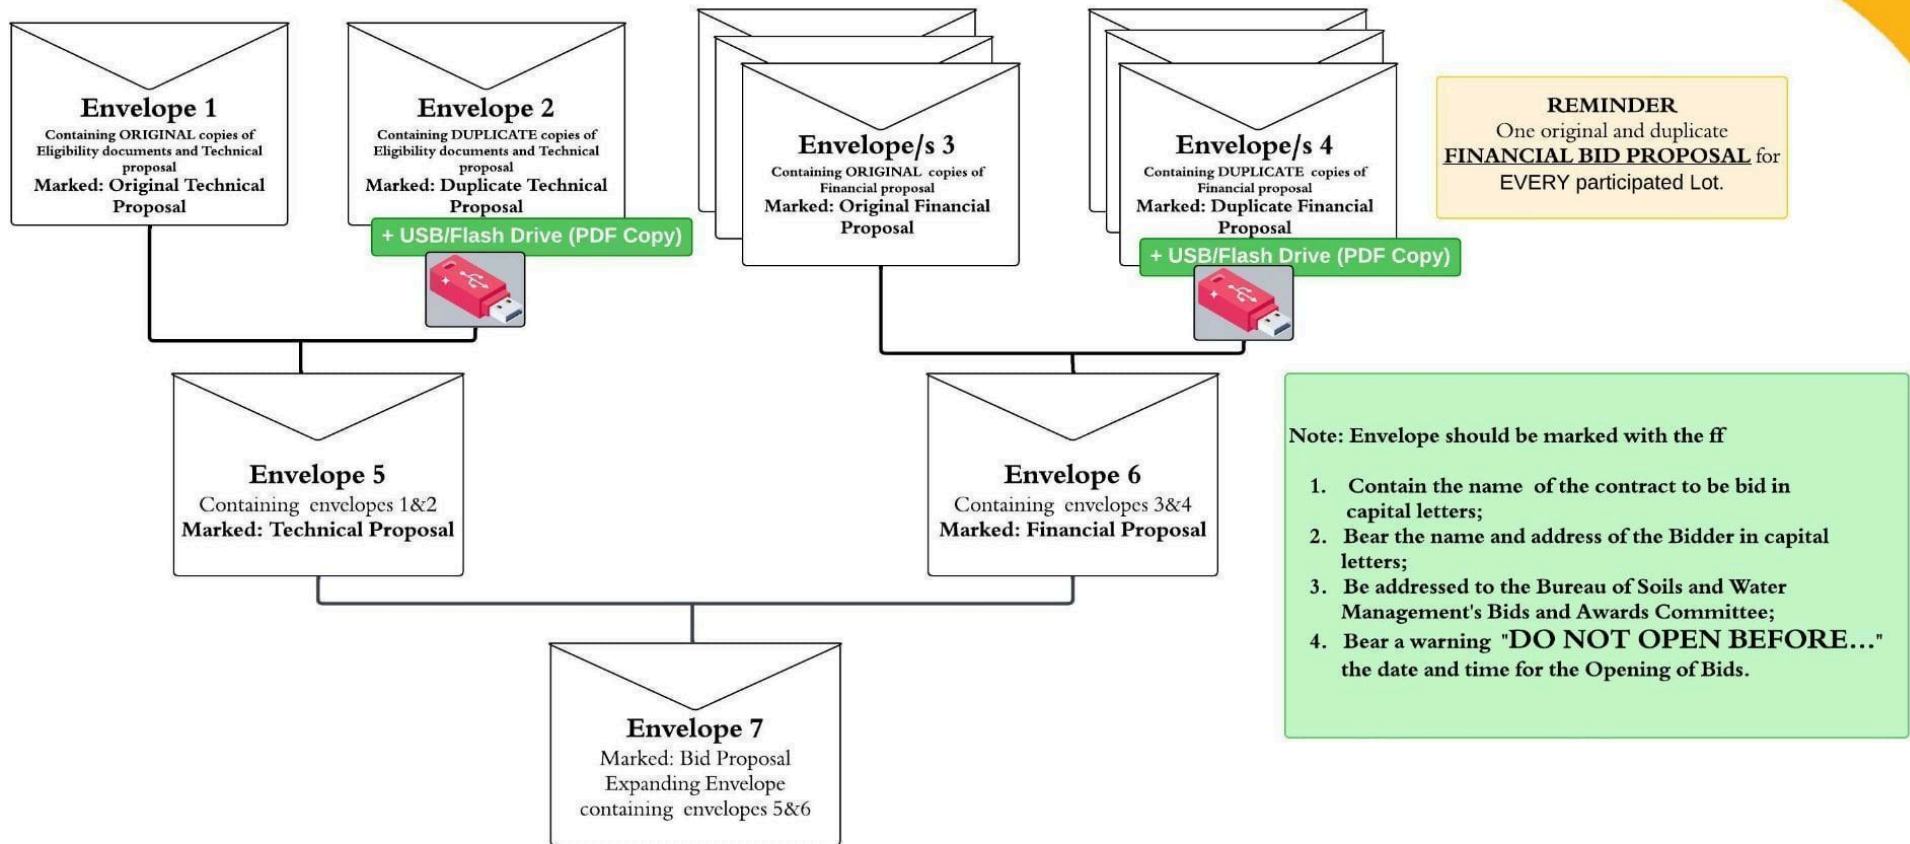 Envelope 1
Containing ORIGINAL copies of
Eligibility documents and Technical
proposal
Marked: Original Technical
Proposal
Envelope 2
Containing DUPLICATE copies of
Eligibility documents and Technical
proposal
Marked: Duplicate Technical
Proposal
+ USB/Flash Drive (PDF Copy)
Envelope/s 3
Containing ORIGINAL copies of
Financial proposal
Marked: Original Financial
Proposal
Envelope/s 4
Containing DUPLICATE copies of
Financial proposal
Marked: Duplicate Financial
Proposal
+ USB/Flash Drive (PDF Copy)
REMINDER
One original and duplicate
FINANCIAL BID PROPOSAL for
EVERY participated Lot.
Envelope 5
Containing envelopes 1&2
Marked: Technical Proposal
Envelope 6
Containing envelopes 3&4
Marked: Financial Proposal
Note: Envelope should be marked with the ff
1. Contain the name of the contract to be bid in
capital letters;
2. Bear the name and address of the Bidder in capital
letters;
3. Be addressed to the Bureau of Soils and Water
Management's Bids and Awards Committee;
4. Bear a warning "DO NOT OPEN BEFORE..."
the date and time for the Opening of Bids.
Envelope 7
Marked: Bid Proposal
Expanding Envelope
containing envelopes 5&6